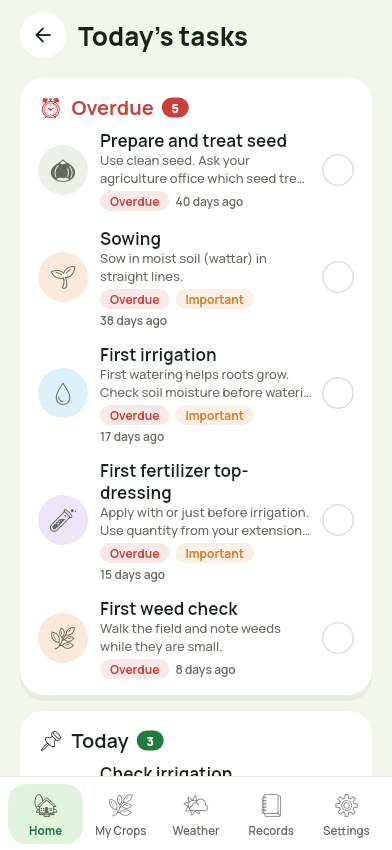 Today's tasks
Overdue 5
Prepare and treat seed
Use clean seed. Ask your
agriculture office which seed tre...
Overdue 40 days ago
Sowing
Sow in moist soil (wattar) in
straight lines.
Overdue Important
38 days ago
First irrigation
First watering helps roots grow.
Check soil moisture before wateri...
Overdue Important
17 days ago
First fertilizer top-
dressing
Apply with or just before irrigation.
Use quantity from your extension...
Overdue Important
15 days ago
First weed check
Walk the field and note weeds
while they are small.
Overdue 8 days ago
Today 3
Check irrigation
Home My Crops Weather Records Settings